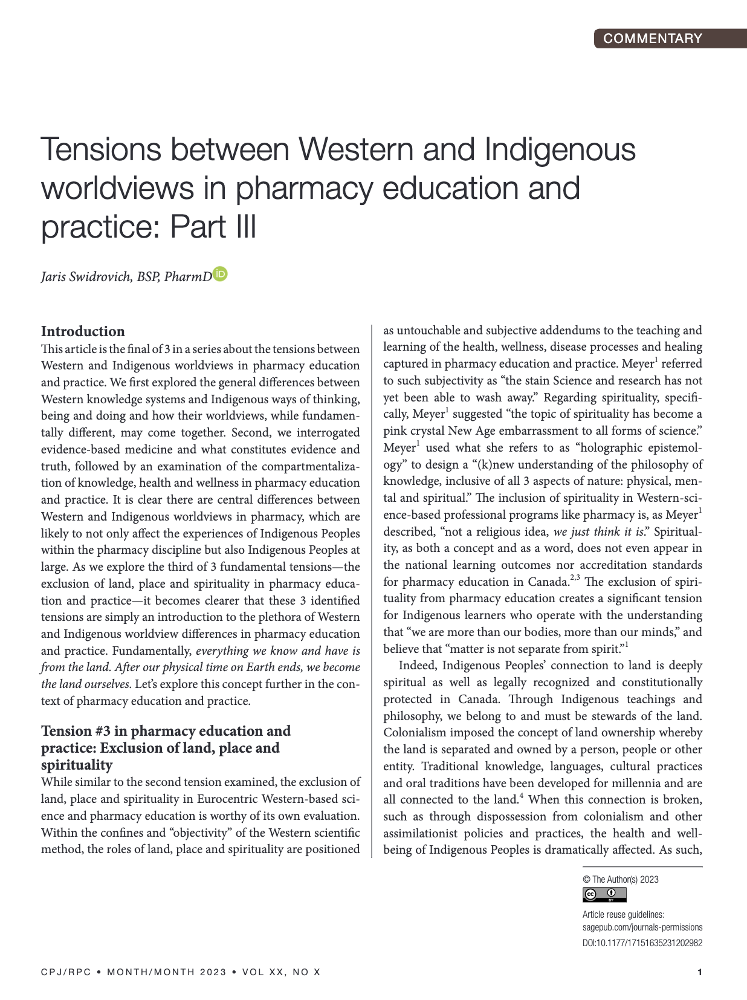 COMMENTARY
Tensions between Western and Indigenous
worldviews in pharmacy education and
practice: Part III
Jaris Swidrovich, BSP, PharmD iD
Introduction
This article is the final of 3 in a series about the tensions between
Western and Indigenous worldviews in pharmacy education
and practice. We first explored the general differences between
Western knowledge systems and Indigenous ways of thinking,
being and doing and how their worldviews, while fundamen-
tally different, may come together. Second, we interrogated
evidence-based medicine and what constitutes evidence and
truth, followed by an examination of the compartmentaliza-
tion of knowledge, health and wellness in pharmacy education
and practice. It is clear there are central differences between
Western and Indigenous worldviews in pharmacy, which are
likely to not only affect the experiences of Indigenous Peoples
within the pharmacy discipline but also Indigenous Peoples at
large. As we explore the third of 3 fundamental tensions—the
exclusion of land, place and spirituality in pharmacy educa-
tion and practice—it becomes clearer that these 3 identified
tensions are simply an introduction to the plethora of Western
and Indigenous worldview differences in pharmacy education
and practice. Fundamentally, everything we know and have is
from the land. After our physical time on Earth ends, we become
the land ourselves. Let’s explore this concept further in the con-
text of pharmacy education and practice.
Tension #3 in pharmacy education and
practice: Exclusion of land, place and
spirituality
While similar to the second tension examined, the exclusion of
land, place and spirituality in Eurocentric Western-based sci-
ence and pharmacy education is worthy of its own evaluation.
Within the confines and “objectivity” of the Western scientific
method, the roles of land, place and spirituality are positioned
as untouchable and subjective addendums to the teaching and
learning of the health, wellness, disease processes and healing
captured in pharmacy education and practice. Meyer1 referred
to such subjectivity as “the stain Science and research has not
yet been able to wash away.” Regarding spirituality, specifi-
cally, Meyer1 suggested “the topic of spirituality has become a
pink crystal New Age embarrassment to all forms of science.”
Meyer1 used what she refers to as “holographic epistemol-
ogy” to design a “(k)new understanding of the philosophy of
knowledge, inclusive of all 3 aspects of nature: physical, men-
tal and spiritual.” The inclusion of spirituality in Western-sci-
ence-based professional programs like pharmacy is, as Meyer1
described, “not a religious idea, we just think it is.” Spiritual-
ity, as both a concept and as a word, does not even appear in
the national learning outcomes nor accreditation standards
for pharmacy education in Canada.2,3 The exclusion of spiri-
tuality from pharmacy education creates a significant tension
for Indigenous learners who operate with the understanding
that “we are more than our bodies, more than our minds,” and
believe that “matter is not separate from spirit.”1
Indeed, Indigenous Peoples’ connection to land is deeply
spiritual as well as legally recognized and constitutionally
protected in Canada. Through Indigenous teachings and
philosophy, we belong to and must be stewards of the land.
Colonialism imposed the concept of land ownership whereby
the land is separated and owned by a person, people or other
entity. Traditional knowledge, languages, cultural practices
and oral traditions have been developed for millennia and are
all connected to the land.4 When this connection is broken,
such as through dispossession from colonialism and other
assimilationist policies and practices, the health and well-
being of Indigenous Peoples is dramatically affected. As such,
© The Author(s) 2023
cc BY
Article reuse guidelines:
sagepub.com/journals-permissions
DOI:10.1177/17151635231202982
CPJ/RPC • MONTH/MONTH 2023 • VOL XX, NO X
1